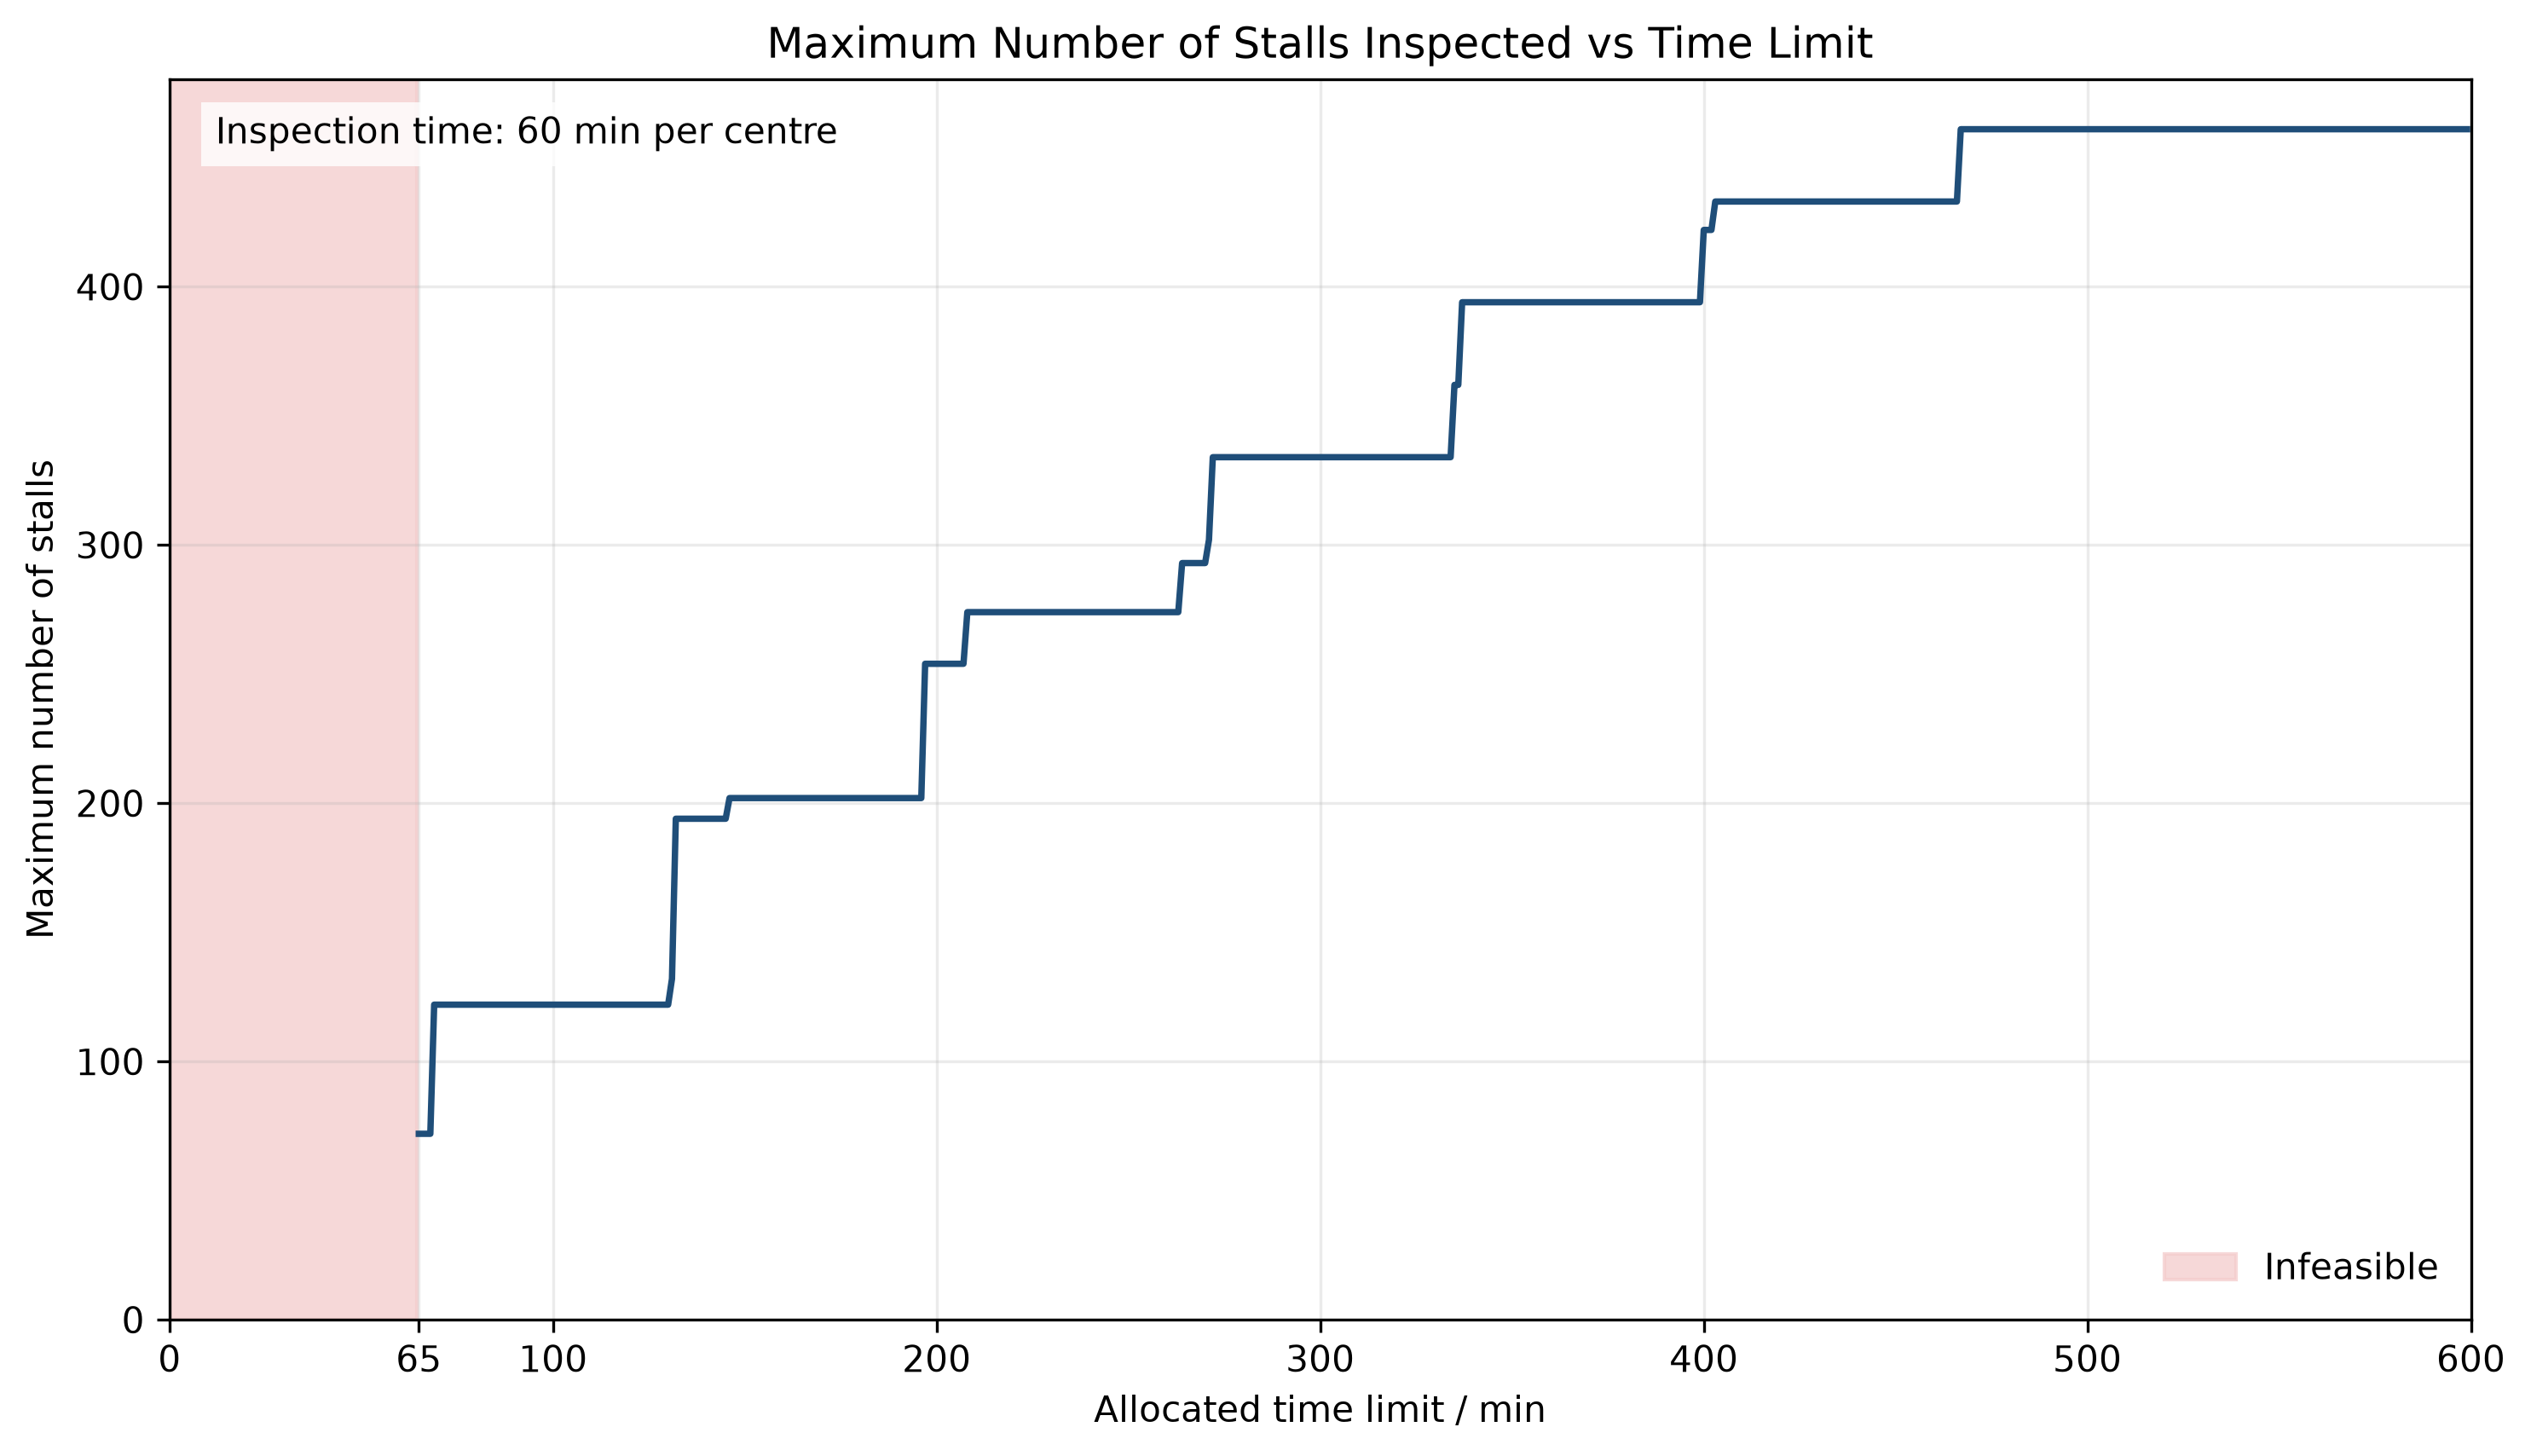 Maximum Number of Stalls Inspected vs Time Limit
Inspection time: 60 min per centre
Maximum number of stalls
400
300
200
100
0
Infeasible
0 65 100 200 300 400 500 600
Allocated time limit / min